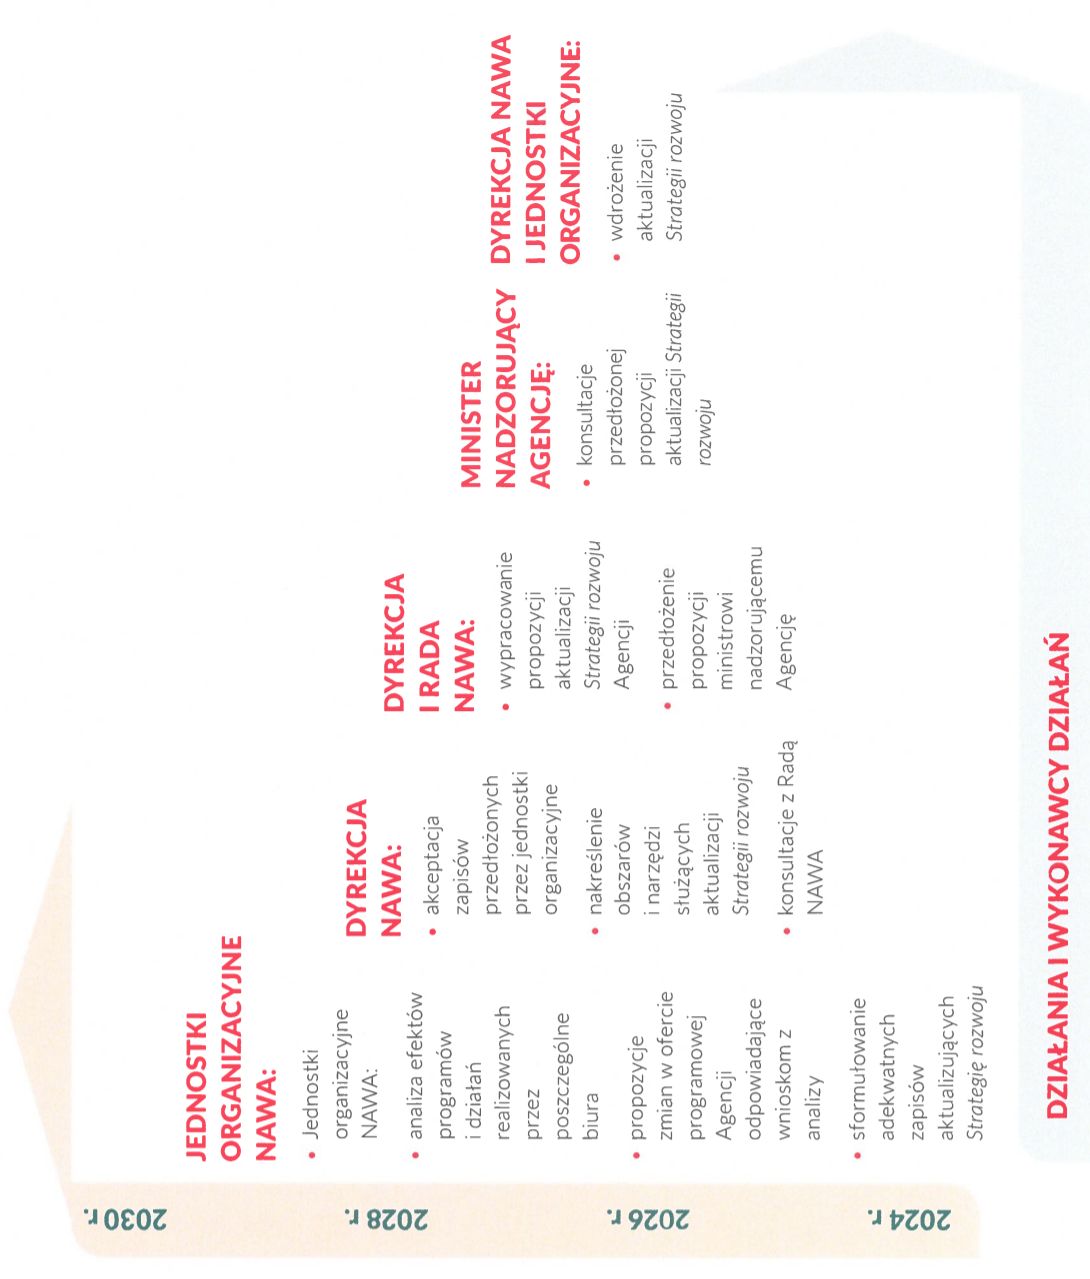 2030 r.
2028 r.
2026 r.
2024 r.
JEDNOSTKI
ORGANIZACYJNE
NAWA:
• Jednostki
organizacyjne
NAWA:
• analiza efektów
programów
i działań
realizowanych
przez
poszczególne
biura
• propozycje
zmian w ofercie
programowej
Agencji
odpowiadające
wnioskom z
analizy
• sformułowanie
adekwatnych
zapisów
aktualizujących
Strategię rozwoju
DYREKCJA
NAWA:
• akceptacja
zapisów
przedłożonych
przez jednostki
organizacyjne
• nakreślenie
obszarów
i narzędzi
służących
aktualizacji
Strategii rozwoju
• konsultacje z Radą
NAWA
DYREKCJA
I RADA
NAWA:
• wypracowanie
propozycji
aktualizacji
Strategii rozwoju
Agencji
• przedłożenie
propozycji
ministrowi
nadzorującemu
Agencję
MINISTER
NADZORUJĄCY
AGENCJĘ:
• konsultacje
przedłożonej
propozycji
aktualizacji Strategii
rozwoju
DYREKCJA NAWA
I JEDNOSTKI
ORGANIZACYJNE:
• wdrożenie
aktualizacji
Strategii rozwoju
DZIAŁANIA I WYKONAWCY DZIAŁAŃ